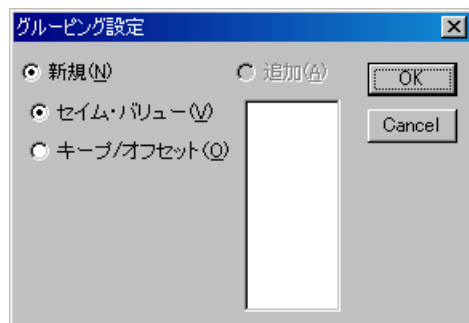 グルーピング設定
新規(N) 追加(A)
OK
セイム・バリュー(V)
Cancel
キープ/オフセット(O)